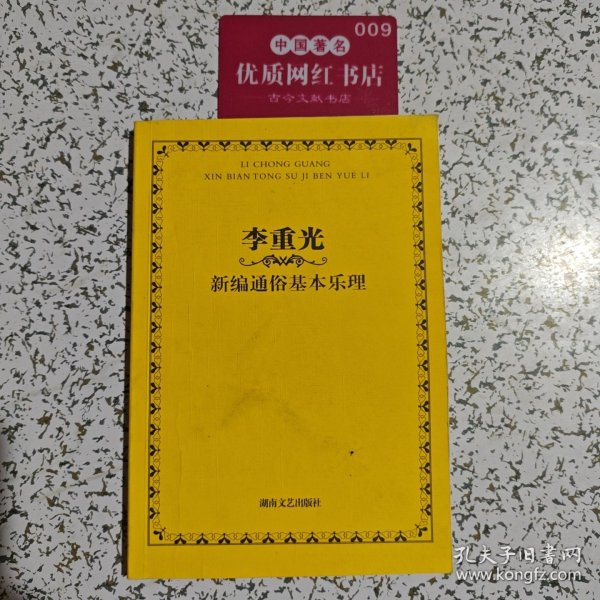 009
中国著名
优质网红书店
古今文献书店
LI CHONG GUANG
XIN BIAN TONG SU JI BEN YUE LI
李重光
新编通俗基本乐理
湖南文艺出版社
孔夫子旧书网
www.kongfz.com